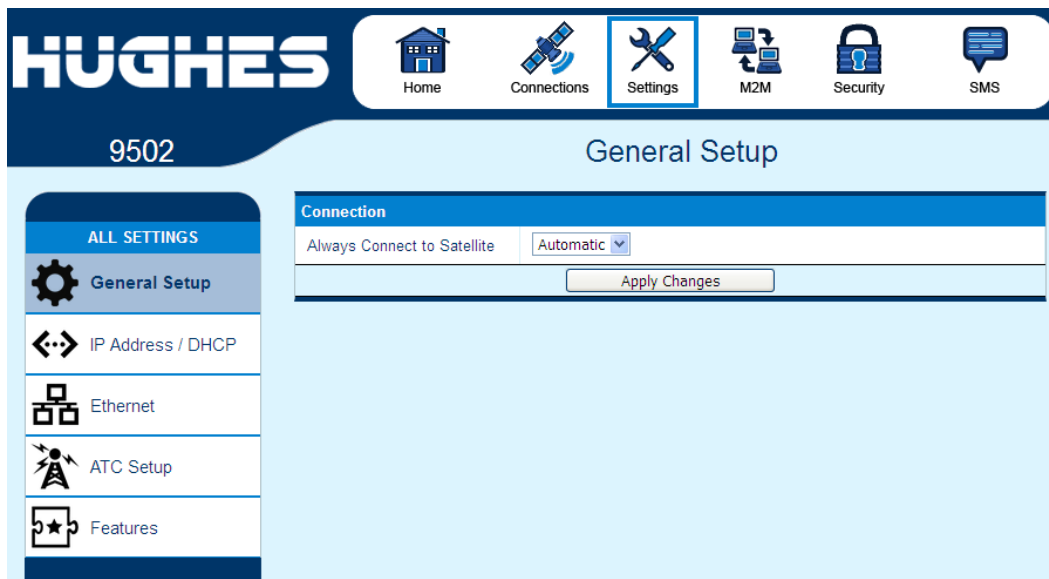 HUGHES
Home
Connections
Settings
M2M
Security
SMS
9502
General Setup
ALL SETTINGS
General Setup
IP Address / DHCP
Ethernet
ATC Setup
Features
Connection
Always Connect to Satellite
Automatic
Apply Changes